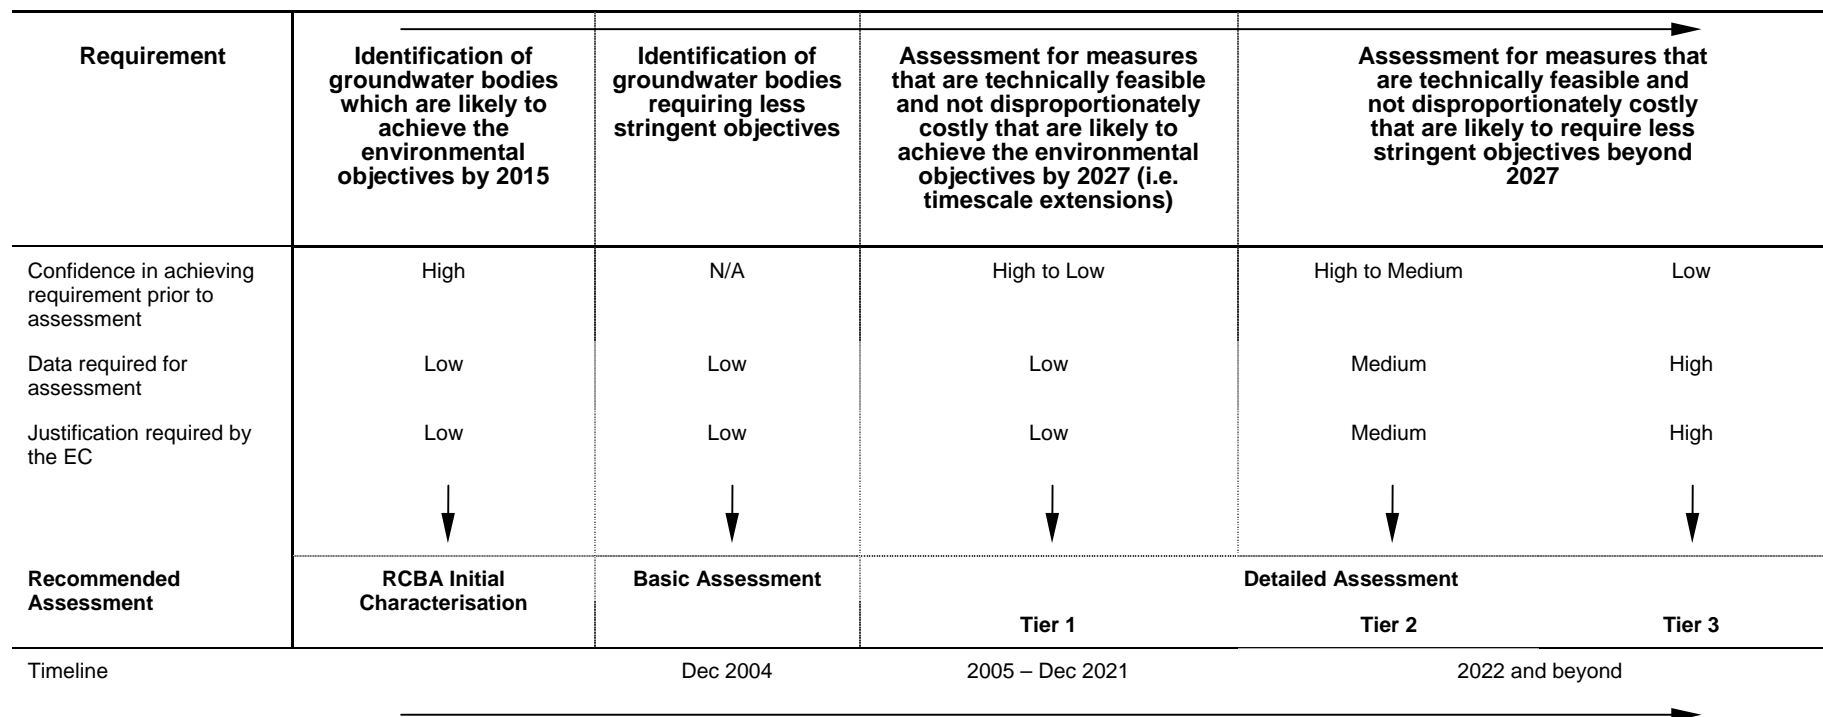 Requirement
Identification of
groundwater bodies
which are likely to
achieve the
environmental
objectives by 2015
Identification of
groundwater bodies
requiring less
stringent objectives
Assessment for measures
that are technically feasible
and not disproportionately
costly that are likely to
achieve the environmental
objectives by 2027 (i.e.
timescale extensions)
Assessment for measures that
are technically feasible and
not disproportionately costly
that are likely to require less
stringent objectives beyond
2027
Confidence in achieving
requirement prior to
assessment
High
N/A
High to Low
High to Medium
Low
Data required for
assessment
Low
Low
Low
Medium
High
Justification required by
the EC
Low
Low
Low
Medium
High
Recommended
Assessment
RCBA Initial
Characterisation
Basic Assessment
Detailed Assessment
Tier 1
Tier 2
Tier 3
Timeline
Dec 2004
2005 – Dec 2021
2022 and beyond